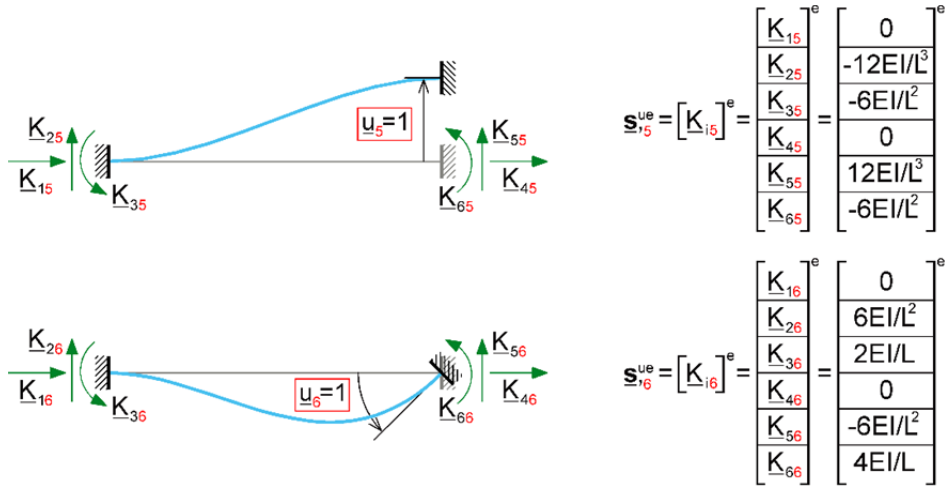 K₂₅
K₁₅
K₃₅
u₅=1
K₅₅
K₆₅
K₄₅
s,₅ᵘᵉ = [K_i5]ᵉ = [K₁₅ K₂₅ K₃₅ K₄₅ K₅₅ K₆₅]ᵉ = [0 -12EI/L³ -6EI/L² 0 12EI/L³ -6EI/L²]ᵉ
K₂₆
K₁₆
K₃₆
u₆=1
K₅₆
K₆₆
K₄₆
s,₆ᵘᵉ = [K_i6]ᵉ = [K₁₆ K₂₆ K₃₆ K₄₆ K₅₆ K₆₆]ᵉ = [0 6EI/L² 2EI/L 0 -6EI/L² 4EI/L]ᵉ